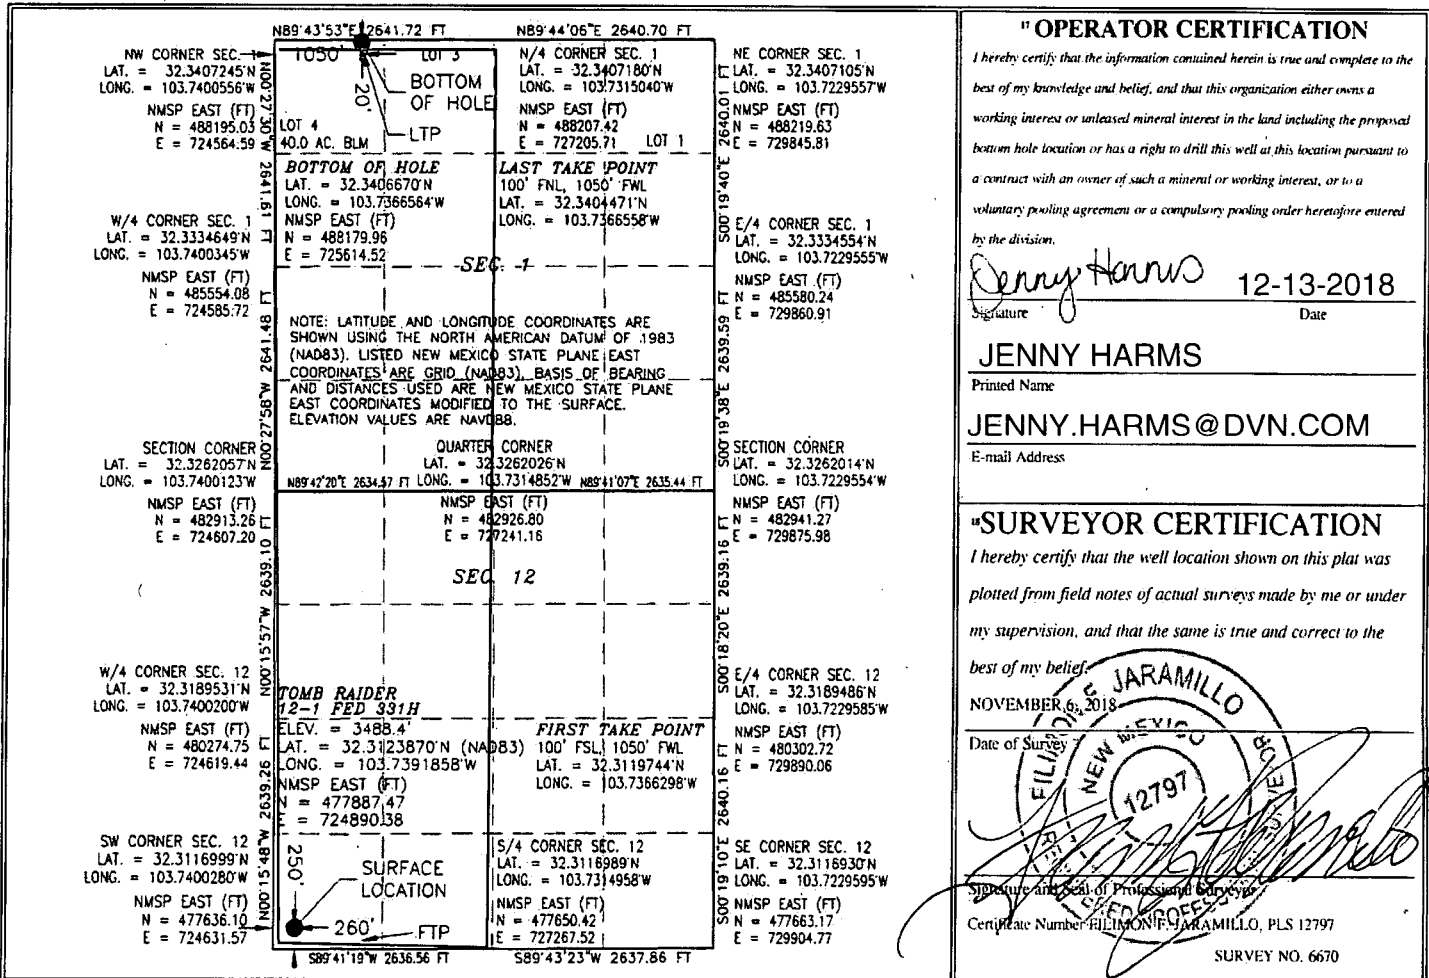 N89°43'53"E 2641.72 FT
N89°44'06"E 2640.70 FT
NW CORNER SEC. 1
LAT. = 32.3407245'N
LONG. = 103.7400556'W
NMSP EAST (FT)
N = 488195.03
E = 724564.59
1050'
LOT 3
BOTTOM
OF HOLE
20'
LTP
LOT 4
40.0 AC. BLM
N/4 CORNER SEC. 1
LAT. = 32.3407180'N
LONG. = 103.7315040'W
NMSP EAST (FT)
N = 488207.42
E = 727205.71
LOT 1
NE CORNER SEC. 1
LAT. = 32.3407105'N
LONG. = 103.7229557'W
NMSP EAST (FT)
N = 488219.63
E = 729845.81
N00°27'30"W 2641.61 FT
S00°19'40"E 2640.01 FT
BOTTOM OF HOLE
LAT. = 32.3406670'N
LONG. = 103.7366564'W
NMSP EAST (FT)
N = 488179.96
E = 725614.52
LAST TAKE POINT
100' FNL, 1050' FWL
LAT. = 32.3404471'N
LONG. = 103.7366558'W
W/4 CORNER SEC. 1
LAT. = 32.3334649'N
LONG. = 103.7400345'W
NMSP EAST (FT)
N = 485554.08
E = 724585.72
SEC. 1
E/4 CORNER SEC. 1
LAT. = 32.3334554'N
LONG. = 103.7229555'W
NMSP EAST (FT)
N = 485580.24
E = 729860.91
N00°27'58"W 2641.48 FT
S00°19'38"E 2639.59 FT
NOTE: LATITUDE AND LONGITUDE COORDINATES ARE
SHOWN USING THE NORTH AMERICAN DATUM OF 1983
(NAD83). LISTED NEW MEXICO STATE PLANE EAST
COORDINATES ARE GRID (NAD83). BASIS OF BEARING
AND DISTANCES USED ARE NEW MEXICO STATE PLANE
EAST COORDINATES MODIFIED TO THE SURFACE.
ELEVATION VALUES ARE NAVD88.
SECTION CORNER
LAT. = 32.3262057'N
LONG. = 103.7400123'W
NMSP EAST (FT)
N = 482913.26
E = 724607.20
QUARTER CORNER
LAT. = 32.3262026'N
LONG. = 103.7314852'W
N89°42'20"E 2634.57 FT
N89°41'07"E 2635.44 FT
NMSP EAST (FT)
N = 482926.80
E = 727241.16
SECTION CORNER
LAT. = 32.3262014'N
LONG. = 103.7229554'W
NMSP EAST (FT)
N = 482941.27
E = 729875.98
N00°15'57"W 2639.10 FT
S00°18'20"E 2639.16 FT
SEC. 12
W/4 CORNER SEC. 12
LAT. = 32.3189531'N
LONG. = 103.7400200'W
NMSP EAST (FT)
N = 480274.75
E = 724619.44
TOMB RAIDER
12-1 FED 331H
ELEV. = 3488.4'
LAT. = 32.3123870'N (NAD83)
LONG. = 103.7391858'W
NMSP EAST (FT)
N = 477887.47
E = 724890.38
FIRST TAKE POINT
100' FSL, 1050' FWL
LAT. = 32.3119744'N
LONG. = 103.7366298'W
E/4 CORNER SEC. 12
LAT. = 32.3189486'N
LONG. = 103.7229585'W
NMSP EAST (FT)
N = 480302.72
E = 729890.06
N00°15'48"W 2639.26 FT
S00°19'10"E 2640.16 FT
SW CORNER SEC. 12
LAT. = 32.3116999'N
LONG. = 103.7400280'W
NMSP EAST (FT)
N = 477636.10
E = 724631.57
250'
SURFACE
LOCATION
260'
FTP
S/4 CORNER SEC. 12
LAT. = 32.3116989'N
LONG. = 103.7314958'W
NMSP EAST (FT)
N = 477650.42
E = 727267.52
SE CORNER SEC. 12
LAT. = 32.3116930'N
LONG. = 103.7229595'W
NMSP EAST (FT)
N = 477663.17
E = 729904.77
S89°41'19"W 2636.56 FT
S89°43'23"W 2637.86 FT
17 OPERATOR CERTIFICATION
I hereby certify that the information contained herein is true and complete to the
best of my knowledge and belief, and that this organization either owns a
working interest or unleased mineral interest in the land including the proposed
bottom hole location or has a right to drill this well at this location pursuant to
a contract with an owner of such a mineral or working interest, or to a
voluntary pooling agreement or a compulsory pooling order heretofore entered
by the division.
Jenny Harms 12-13-2018
Signature Date
JENNY HARMS
Printed Name
JENNY.HARMS@DVN.COM
E-mail Address
18 SURVEYOR CERTIFICATION
I hereby certify that the well location shown on this plat was
plotted from field notes of actual surveys made by me or under
my supervision, and that the same is true and correct to the
best of my belief.
NOVEMBER 6, 2018
Date of Survey
FILIMON F. JARAMILLO
NEW MEXICO
12797
Signature and Seal of Professional Surveyor
Certificate Number FILIMON F. JARAMILLO, PLS 12797
SURVEY NO. 6670